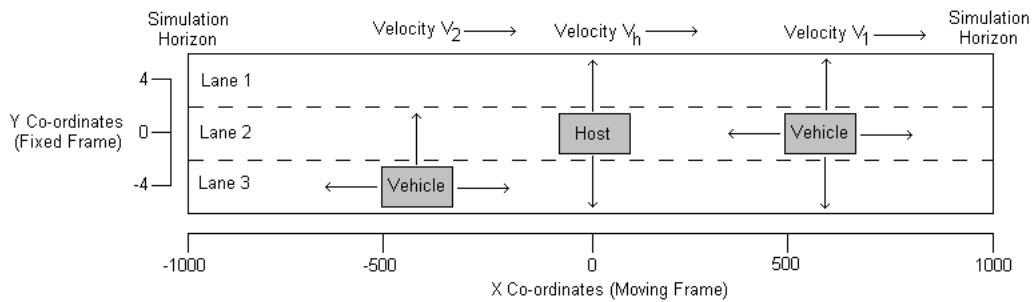 Simulation
Horizon
Velocity V2
Velocity Vh
Velocity V1
Simulation
Horizon
4
Lane 1
Y Co-ordinates
(Fixed Frame)
0
Lane 2
Host
Vehicle
-4
Lane 3
Vehicle
-1000
-500
0
500
1000
X Co-ordinates (Moving Frame)